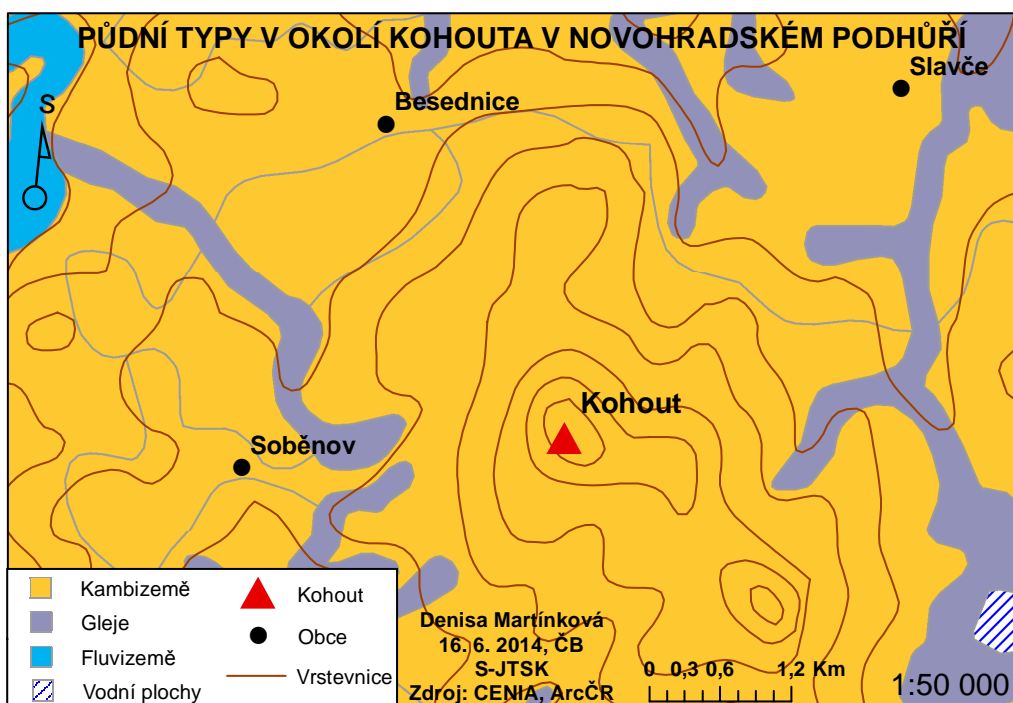 PŮDNÍ TYPY V OKOLÍ KOHOUTA V NOVOHRADSKÉM PODHŮŘÍ
Slavče
S
Besednice
Kohout
Soběnov
Kambizemě
Gleje
Fluvizemě
Vodní plochy
Kohout
Obce
Vrstevnice
Denisa Martínková
16. 6. 2014, ČB
S-JTSK
Zdroj: CENIA, ArcČR
0 0,3 0,6 1,2 Km
1:50 000